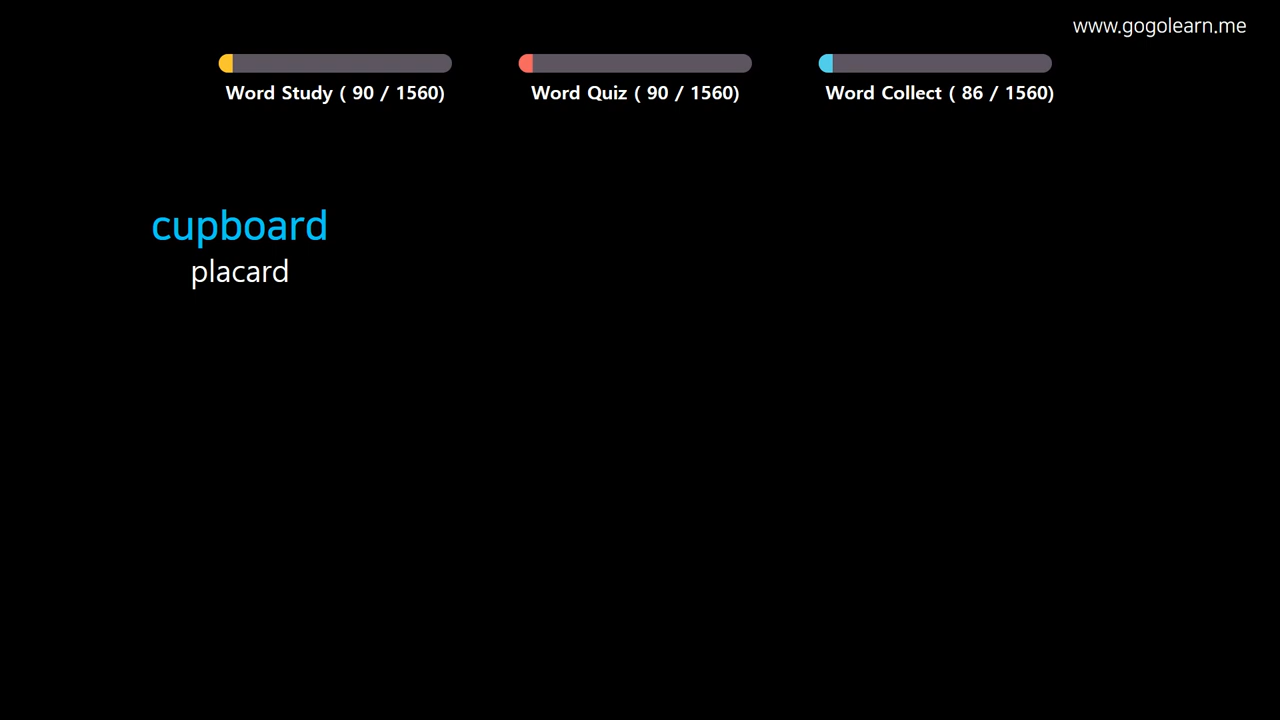 www.gogolearn.me
Word Study ( 90 / 1560)
Word Quiz ( 90 / 1560)
Word Collect ( 86 / 1560)
cupboard
placard